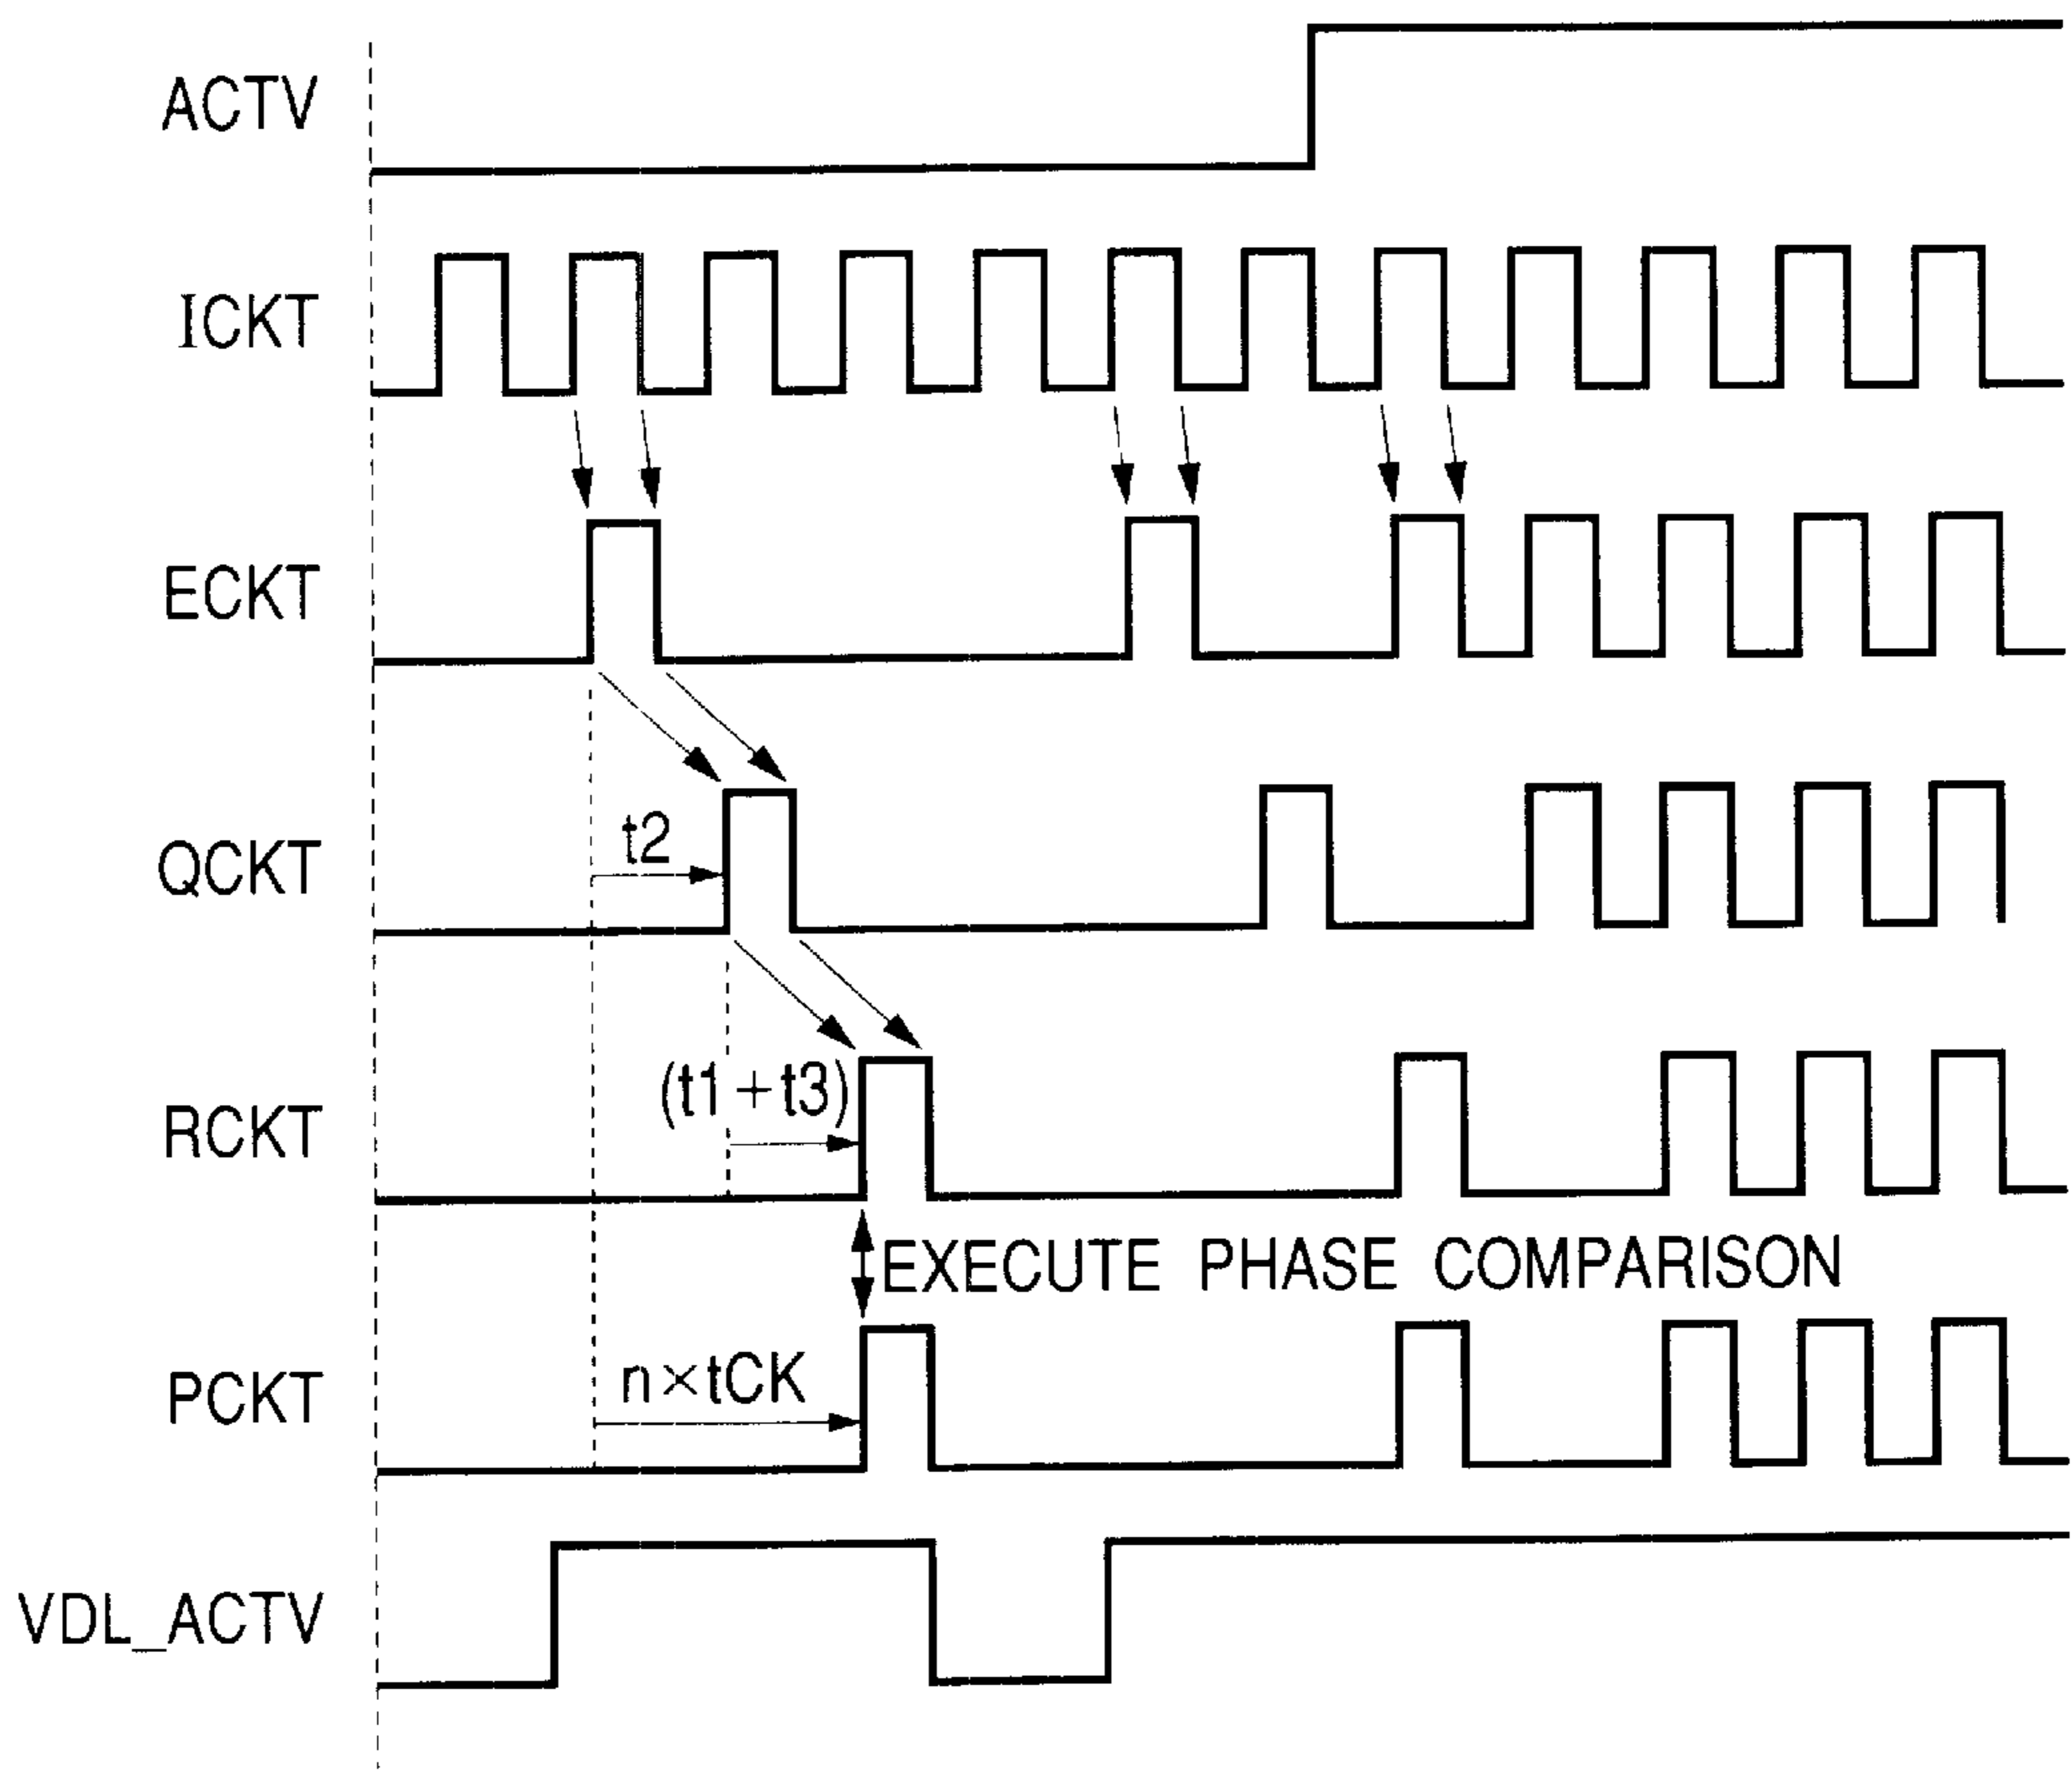 ACTV
ICKT
ECKT
QCKT
t2
RCKT
(t1+t3)
EXECUTE PHASE COMPARISON
PCKT
n×tCK
VDL_ACTV